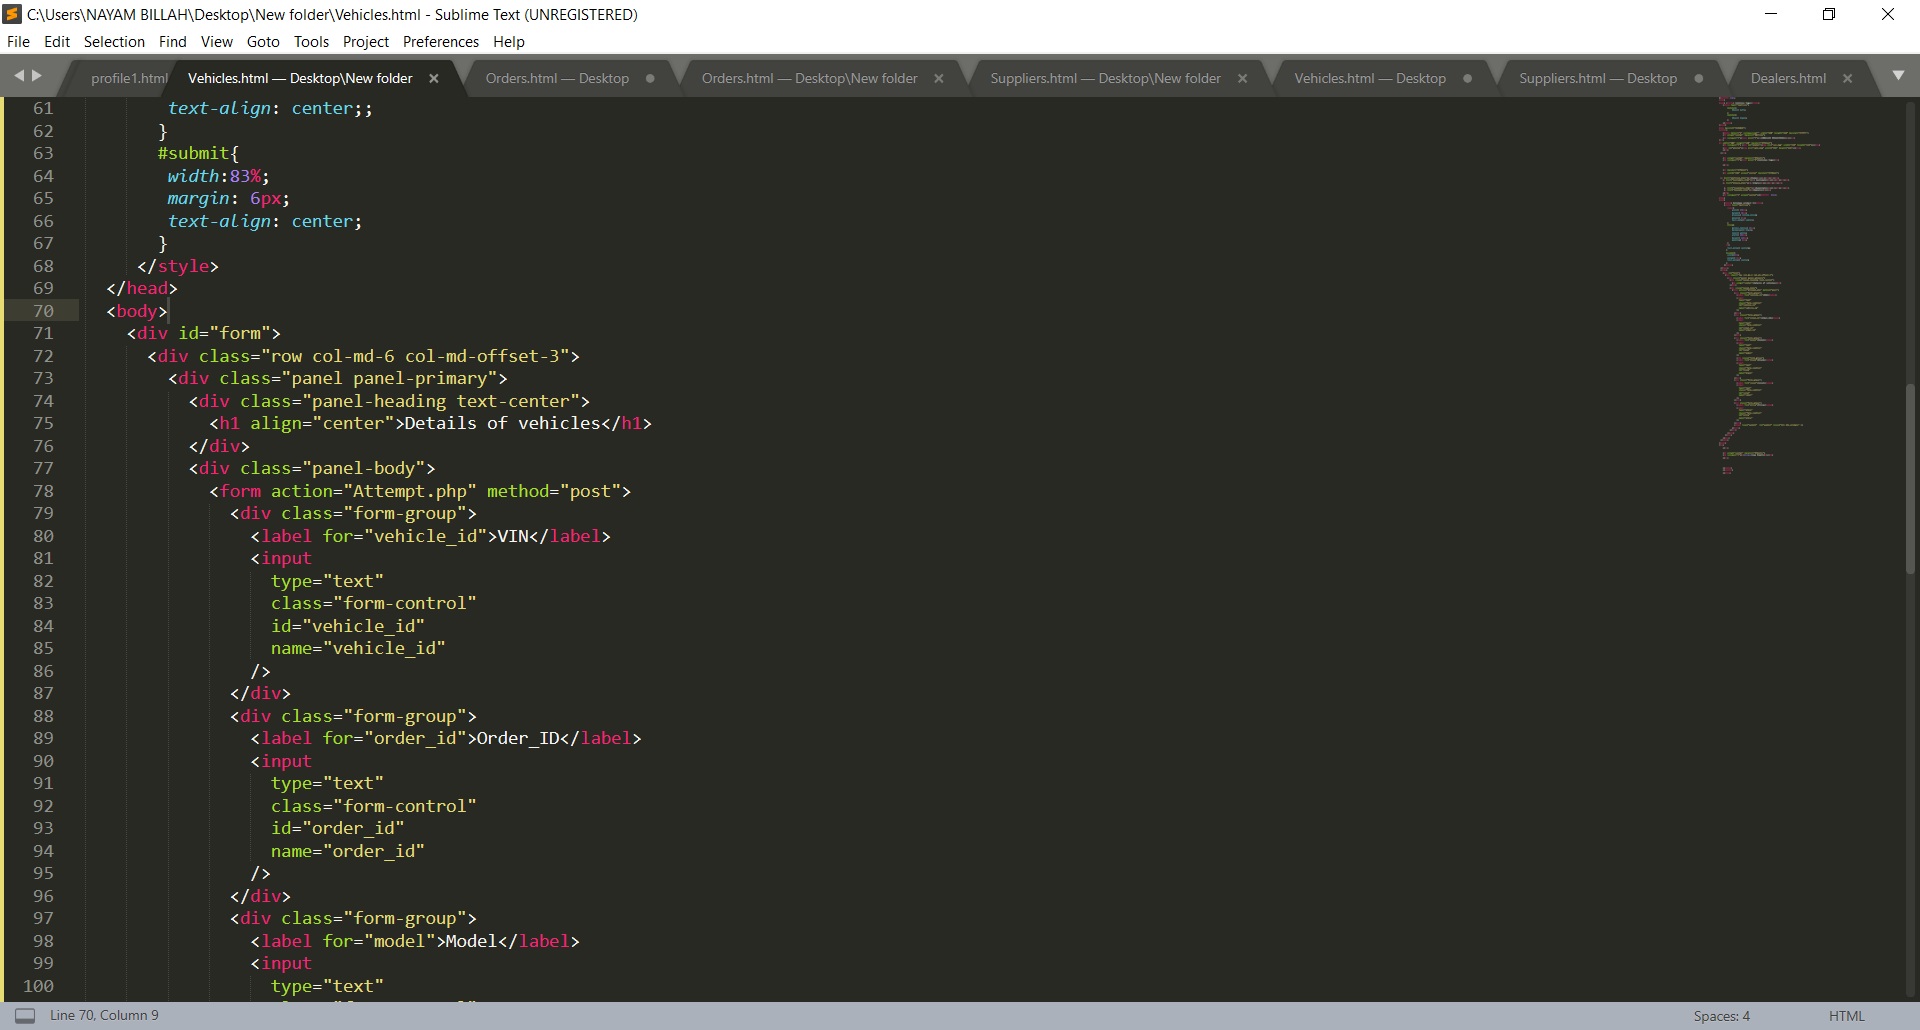 C:\Users\NAYAM BILLAH\Desktop\New folder\Vehicles.html - Sublime Text (UNREGISTERED)
File Edit Selection Find View Goto Tools Project Preferences Help
profile1.html Vehicles.html — Desktop\New folder Orders.html — Desktop Orders.html — Desktop\New folder Suppliers.html — Desktop\New folder Vehicles.html — Desktop Suppliers.html — Desktop Dealers.html
61 text-align: center;;
62 }
63 #submit{
64 width:83%;
65 margin: 6px;
66 text-align: center;
67 }
68 </style>
69 </head>
70 <body>
71 <div id="form">
72 <div class="row col-md-6 col-md-offset-3">
73 <div class="panel panel-primary">
74 <div class="panel-heading text-center">
75 <h1 align="center">Details of vehicles</h1>
76 </div>
77 <div class="panel-body">
78 <form action="Attempt.php" method="post">
79 <div class="form-group">
80 <label for="vehicle_id">VIN</label>
81 <input
82 type="text"
83 class="form-control"
84 id="vehicle_id"
85 name="vehicle_id"
86 />
87 </div>
88 <div class="form-group">
89 <label for="order_id">Order_ID</label>
90 <input
91 type="text"
92 class="form-control"
93 id="order_id"
94 name="order_id"
95 />
96 </div>
97 <div class="form-group">
98 <label for="model">Model</label>
99 <input
100 type="text"
Line 70, Column 9 Spaces: 4 HTML